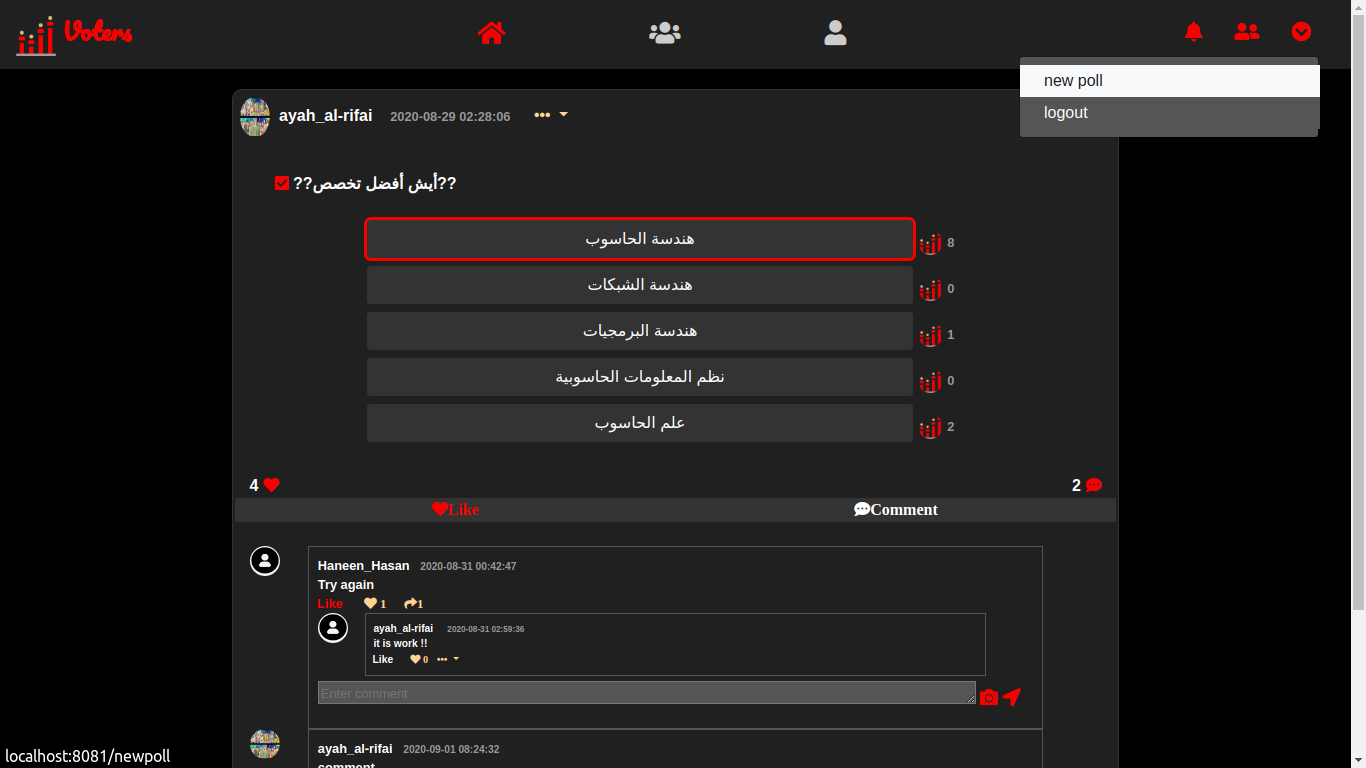 Voters
new poll
logout
ayah_al-rifai 2020-08-29 02:28:06
??أيش أفضل تخصص??
هندسة الحاسوب 8
هندسة الشبكات 0
هندسة البرمجيات 1
نظم المعلومات الحاسوبية 0
علم الحاسوب 2
4 2
Like Comment
Haneen_Hasan 2020-08-31 00:42:47
Try again
Like 1 1
ayah_al-rifai 2020-08-31 02:59:36
it is work !!
Like 0
Enter comment
ayah_al-rifai 2020-09-01 08:24:32
comment
localhost:8081/newpoll